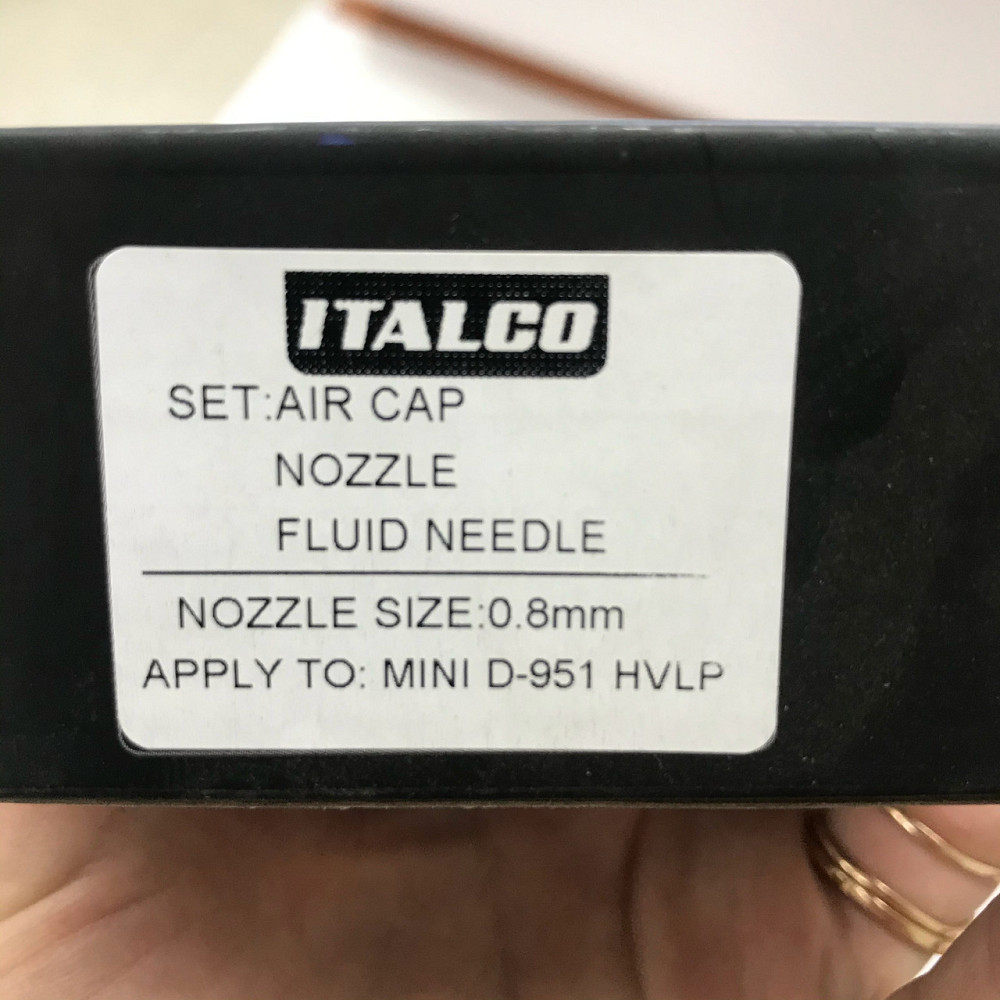 ITALCO
SET:AIR CAP
NOZZLE
FLUID NEEDLE
NOZZLE SIZE:0.8mm
APPLY TO: MINI D-951 HVLP